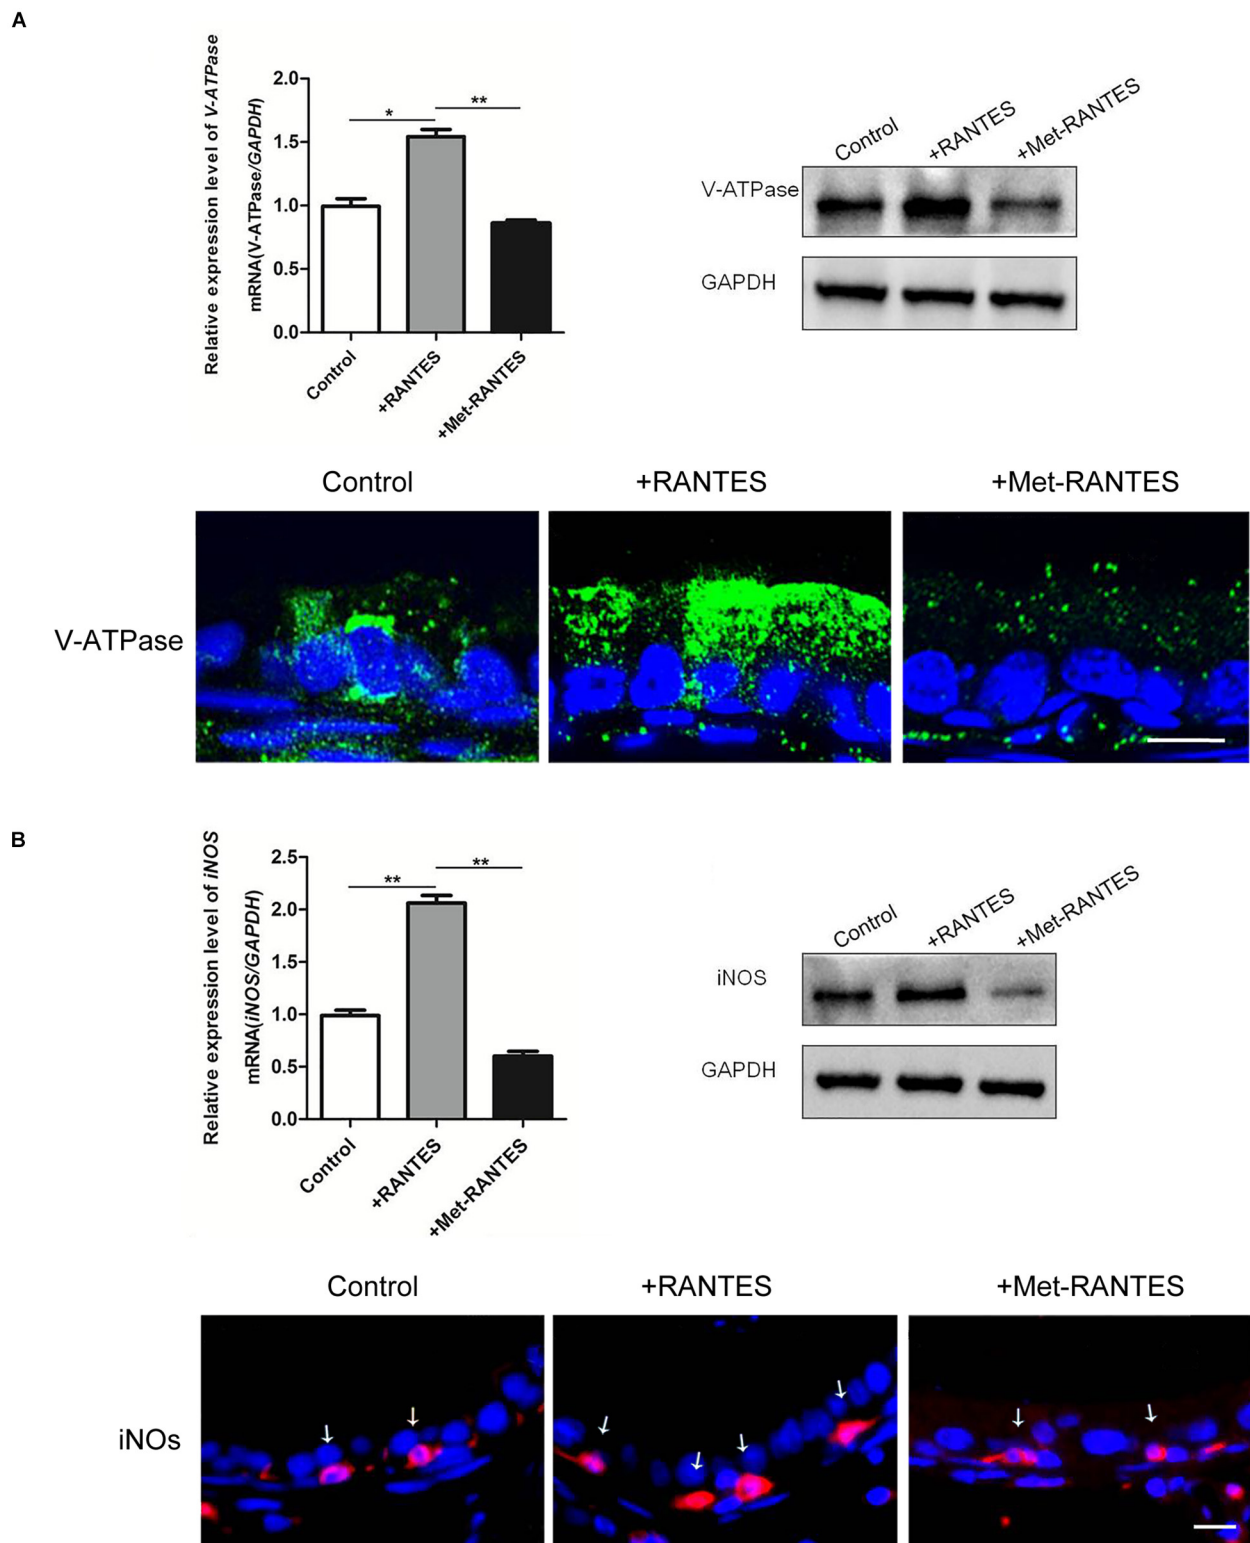 A
Relative expression level of V-ATPase
mRNA(V-ATPase/GAPDH)
2.0
1.5
1.0
0.5
0.0
*
**
Control
+RANTES
+Met-RANTES
Control
+RANTES
+Met-RANTES
V-ATPase
GAPDH
Control
+RANTES
+Met-RANTES
V-ATPase
B
Relative expression level of iNOS
mRNA(iNOS/GAPDH)
2.5
2.0
1.5
1.0
0.5
0.0
**
**
Control
+RANTES
+Met-RANTES
Control
+RANTES
+Met-RANTES
iNOS
GAPDH
Control
+RANTES
+Met-RANTES
iNOs